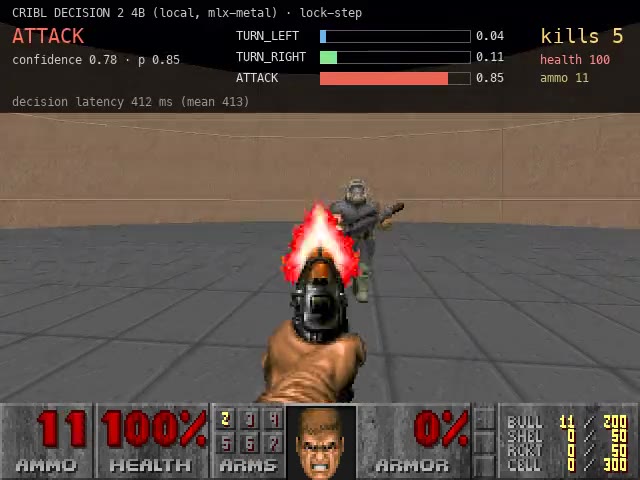 CRIBL DECISION 2 4B (local, mlx-metal) · lock-step
ATTACK
confidence 0.78 · p 0.85
decision latency 412 ms (mean 413)
TURN_LEFT 0.04
TURN_RIGHT 0.11
ATTACK 0.85
kills 5
health 100
ammo 11
11 100% 2 3 4 0%
5 6 7
AMMO HEALTH ARMS ARMOR
BULL 11 / 200
SHEL 0 / 50
RCKT 0 / 50
CELL 0 / 300